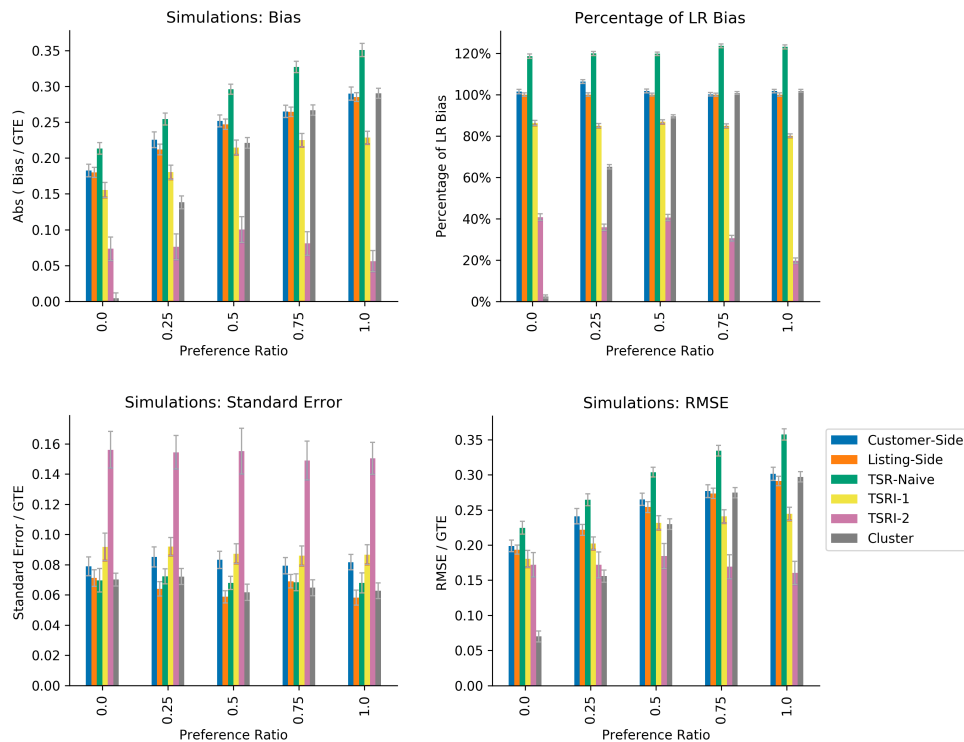 Simulations: Bias
Abs ( Bias / GTE )
0.35
0.30
0.25
0.20
0.15
0.10
0.05
0.00
0.0
0.25
0.5
0.75
1.0
Preference Ratio
Percentage of LR Bias
Percentage of LR Bias
120%
100%
80%
60%
40%
20%
0%
0.0
0.25
0.5
0.75
1.0
Preference Ratio
Simulations: Standard Error
Standard Error / GTE
0.16
0.14
0.12
0.10
0.08
0.06
0.04
0.02
0.00
0.0
0.25
0.5
0.75
1.0
Preference Ratio
Simulations: RMSE
RMSE / GTE
0.35
0.30
0.25
0.20
0.15
0.10
0.05
0.00
0.0
0.25
0.5
0.75
1.0
Preference Ratio
Customer-Side
Listing-Side
TSR-Naive
TSRI-1
TSRI-2
Cluster